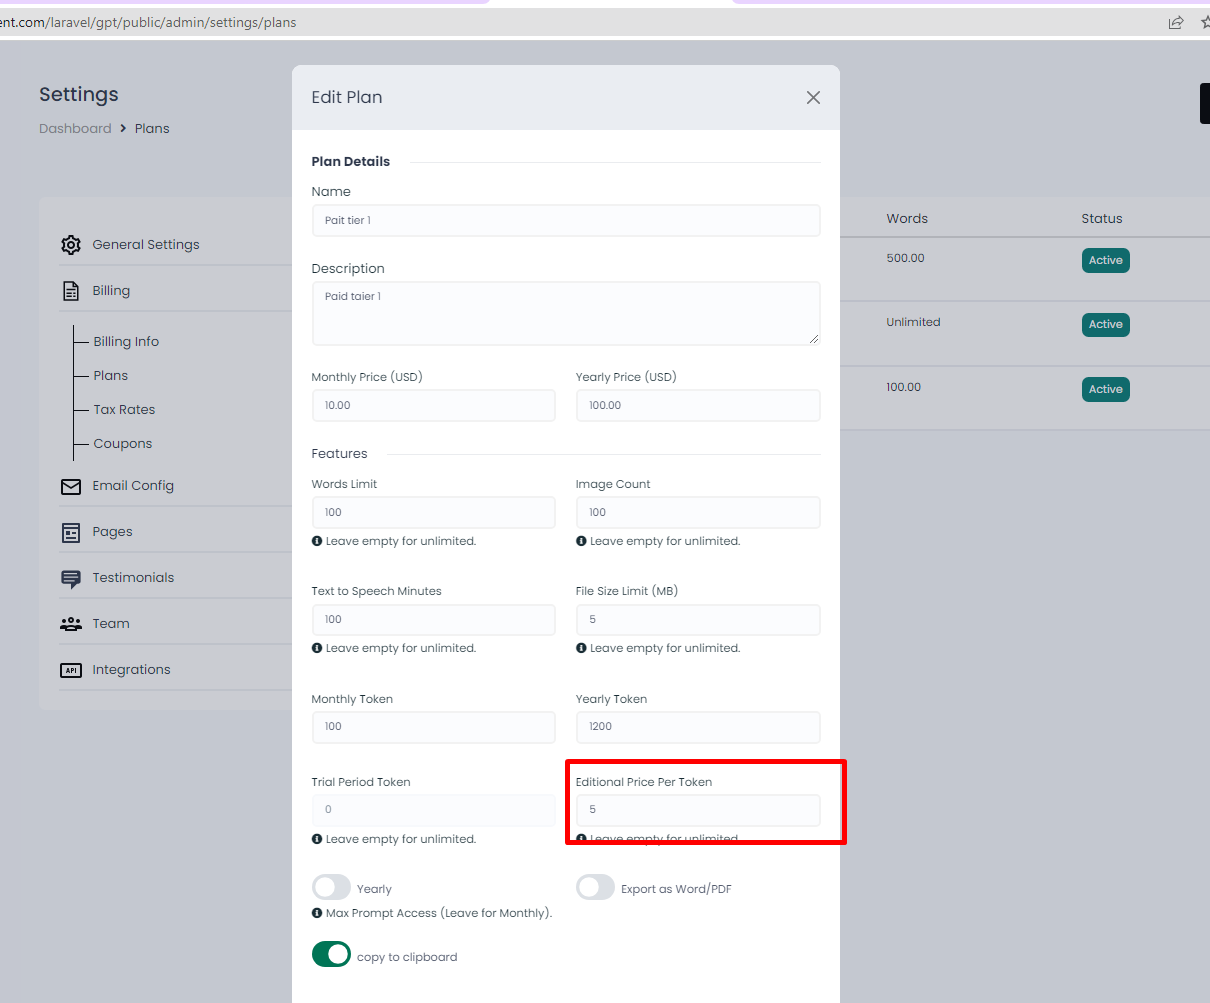 ent.com/laravel/gpt/public/admin/settings/plans
Settings
Dashboard > Plans
General Settings
Billing
Billing Info
Plans
Tax Rates
Coupons
Email Config
Pages
Testimonials
Team
API Integrations
Edit Plan
Plan Details
Name
Pait tier 1
Description
Paid taier 1
Monthly Price (USD) Yearly Price (USD)
10.00 100.00
Features
Words Limit Image Count
100 100
Leave empty for unlimited. Leave empty for unlimited.
Text to Speech Minutes File Size Limit (MB)
100 5
Leave empty for unlimited. Leave empty for unlimited.
Monthly Token Yearly Token
100 1200
Trial Period Token Editional Price Per Token
0 5
Leave empty for unlimited. Leave empty for unlimited.
Yearly Export as Word/PDF
Max Prompt Access (Leave for Monthly).
copy to clipboard
Words Status
500.00 Active
Unlimited Active
100.00 Active